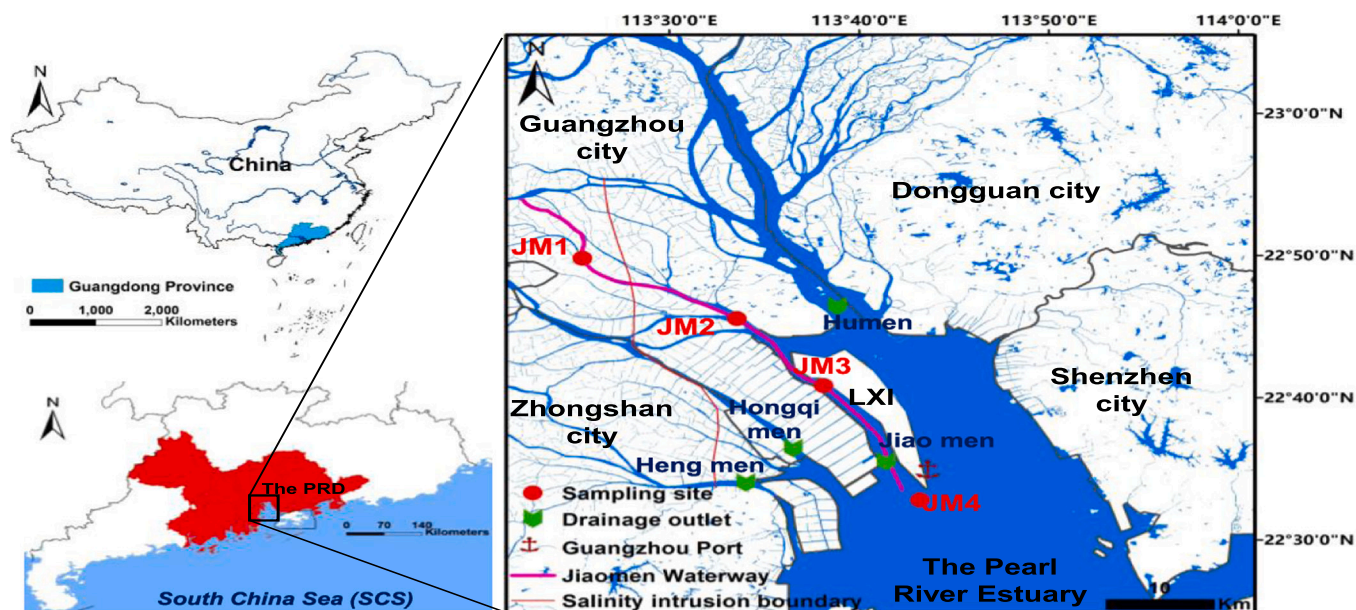 N
China
Guangdong Province
0 1,000 2,000
Kilometers
N
The PRD
0 70 140
Kilometers
South China Sea (SCS)
113°30'0"E 113°40'0"E 113°50'0"E 114°0'0"E
N
23°0'0"N
22°50'0"N
22°40'0"N
22°30'0"N
Guangzhou
city
Dongguan city
JM1
JM2
Humen
JM3
LXI
Shenzhen
city
Zhongshan
city
Hongqi
men
Jiao men
Heng men
JM4
Sampling site
Drainage outlet
Guangzhou Port
Jiaomen Waterway
Salinity intrusion boundary
The Pearl
River Estuary
10
Km